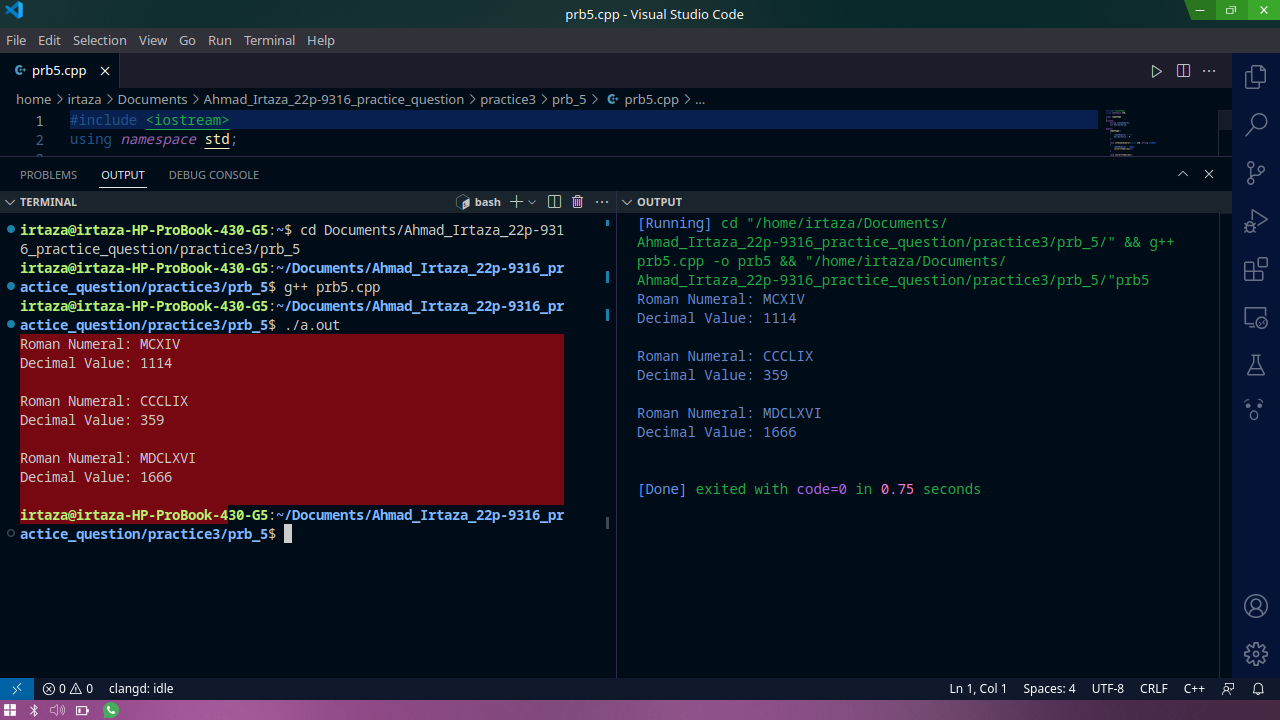 prb5.cpp - Visual Studio Code
File Edit Selection View Go Run Terminal Help
prb5.cpp
home > irtaza > Documents > Ahmad_Irtaza_22p-9316_practice_question > practice3 > prb_5 > prb5.cpp > ...
1 #include <iostream>
2 using namespace std;
PROBLEMS OUTPUT DEBUG CONSOLE
TERMINAL
bash
irtaza@irtaza-HP-ProBook-430-G5:~$ cd Documents/Ahmad_Irtaza_22p-931
6_practice_question/practice3/prb_5
irtaza@irtaza-HP-ProBook-430-G5:~/Documents/Ahmad_Irtaza_22p-9316_pr
actice_question/practice3/prb_5$ g++ prb5.cpp
irtaza@irtaza-HP-ProBook-430-G5:~/Documents/Ahmad_Irtaza_22p-9316_pr
actice_question/practice3/prb_5$ ./a.out
Roman Numeral: MCXIV
Decimal Value: 1114
Roman Numeral: CCCLIX
Decimal Value: 359
Roman Numeral: MDCLXVI
Decimal Value: 1666
irtaza@irtaza-HP-ProBook-430-G5:~/Documents/Ahmad_Irtaza_22p-9316_pr
actice_question/practice3/prb_5$
OUTPUT
[Running] cd "/home/irtaza/Documents/
Ahmad_Irtaza_22p-9316_practice_question/practice3/prb_5/" && g++
prb5.cpp -o prb5 && "/home/irtaza/Documents/
Ahmad_Irtaza_22p-9316_practice_question/practice3/prb_5/"prb5
Roman Numeral: MCXIV
Decimal Value: 1114
Roman Numeral: CCCLIX
Decimal Value: 359
Roman Numeral: MDCLXVI
Decimal Value: 1666
[Done] exited with code=0 in 0.75 seconds
0 0 clangd: idle Ln 1, Col 1 Spaces: 4 UTF-8 CRLF C++